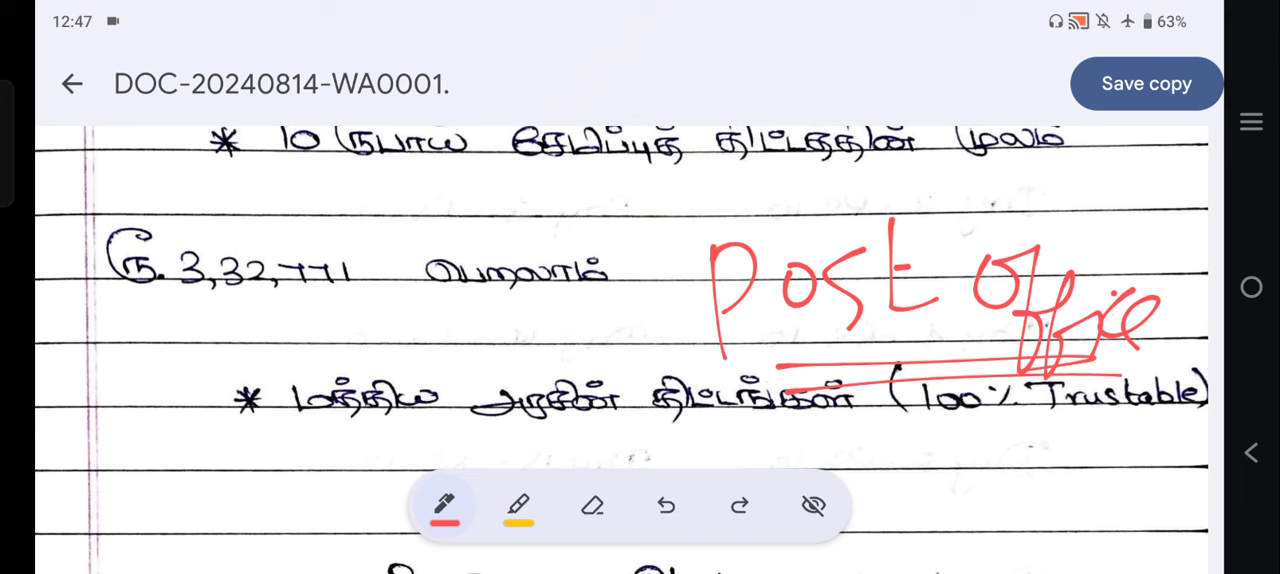 12:47
63%
DOC-20240814-WA0001.
Save copy
* 10 ரூபாய் சேமிப்புத் திட்டத்தின் மூலம்
ரூ. 3,32,771 பெறலாம்
post office
* மத்திய அரசின் திட்டங்கள் (100% Trustable)